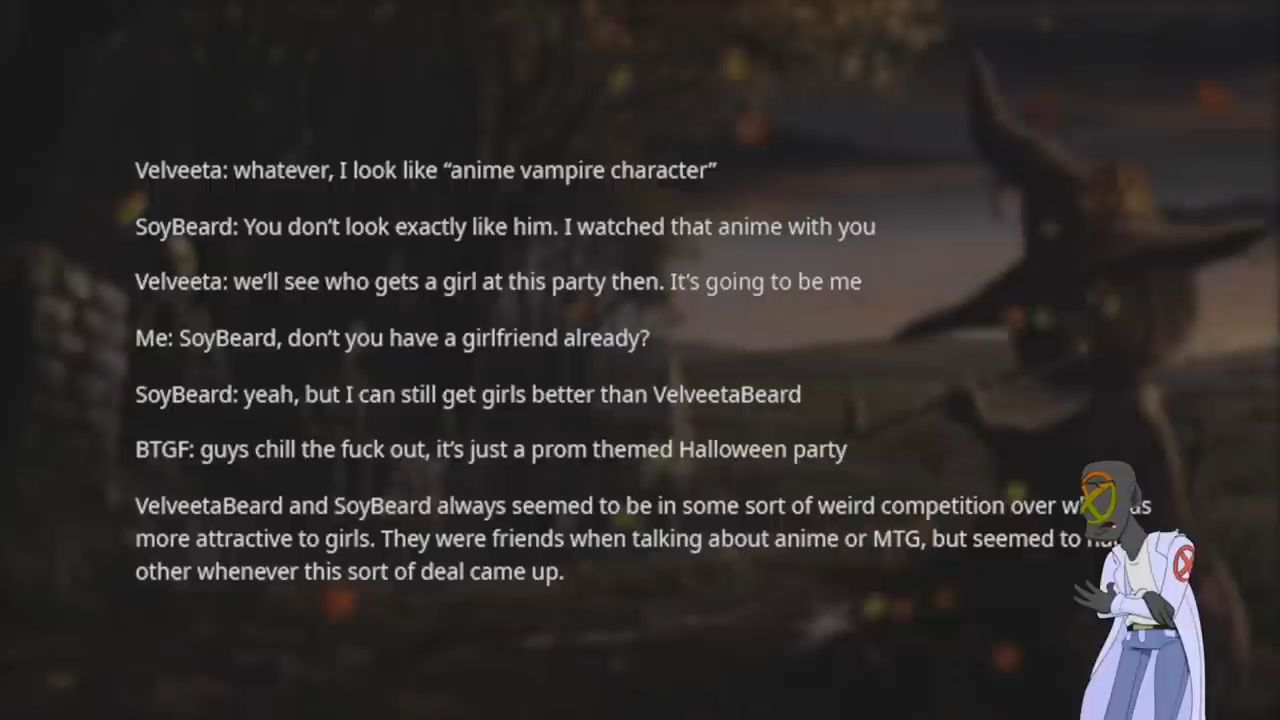 Velveeta: whatever, I look like “anime vampire character”
SoyBeard: You don’t look exactly like him. I watched that anime with you
Velveeta: we’ll see who gets a girl at this party then. It’s going to be me
Me: SoyBeard, don’t you have a girlfriend already?
SoyBeard: yeah, but I can still get girls better than VelveetaBeard
BTGF: guys chill the fuck out, it’s just a prom themed Halloween party
VelveetaBeard and SoyBeard always seemed to be in some sort of weird competition over
more attractive to girls. They were friends when talking about anime or MTG, but seemed to
other whenever this sort of deal came up.